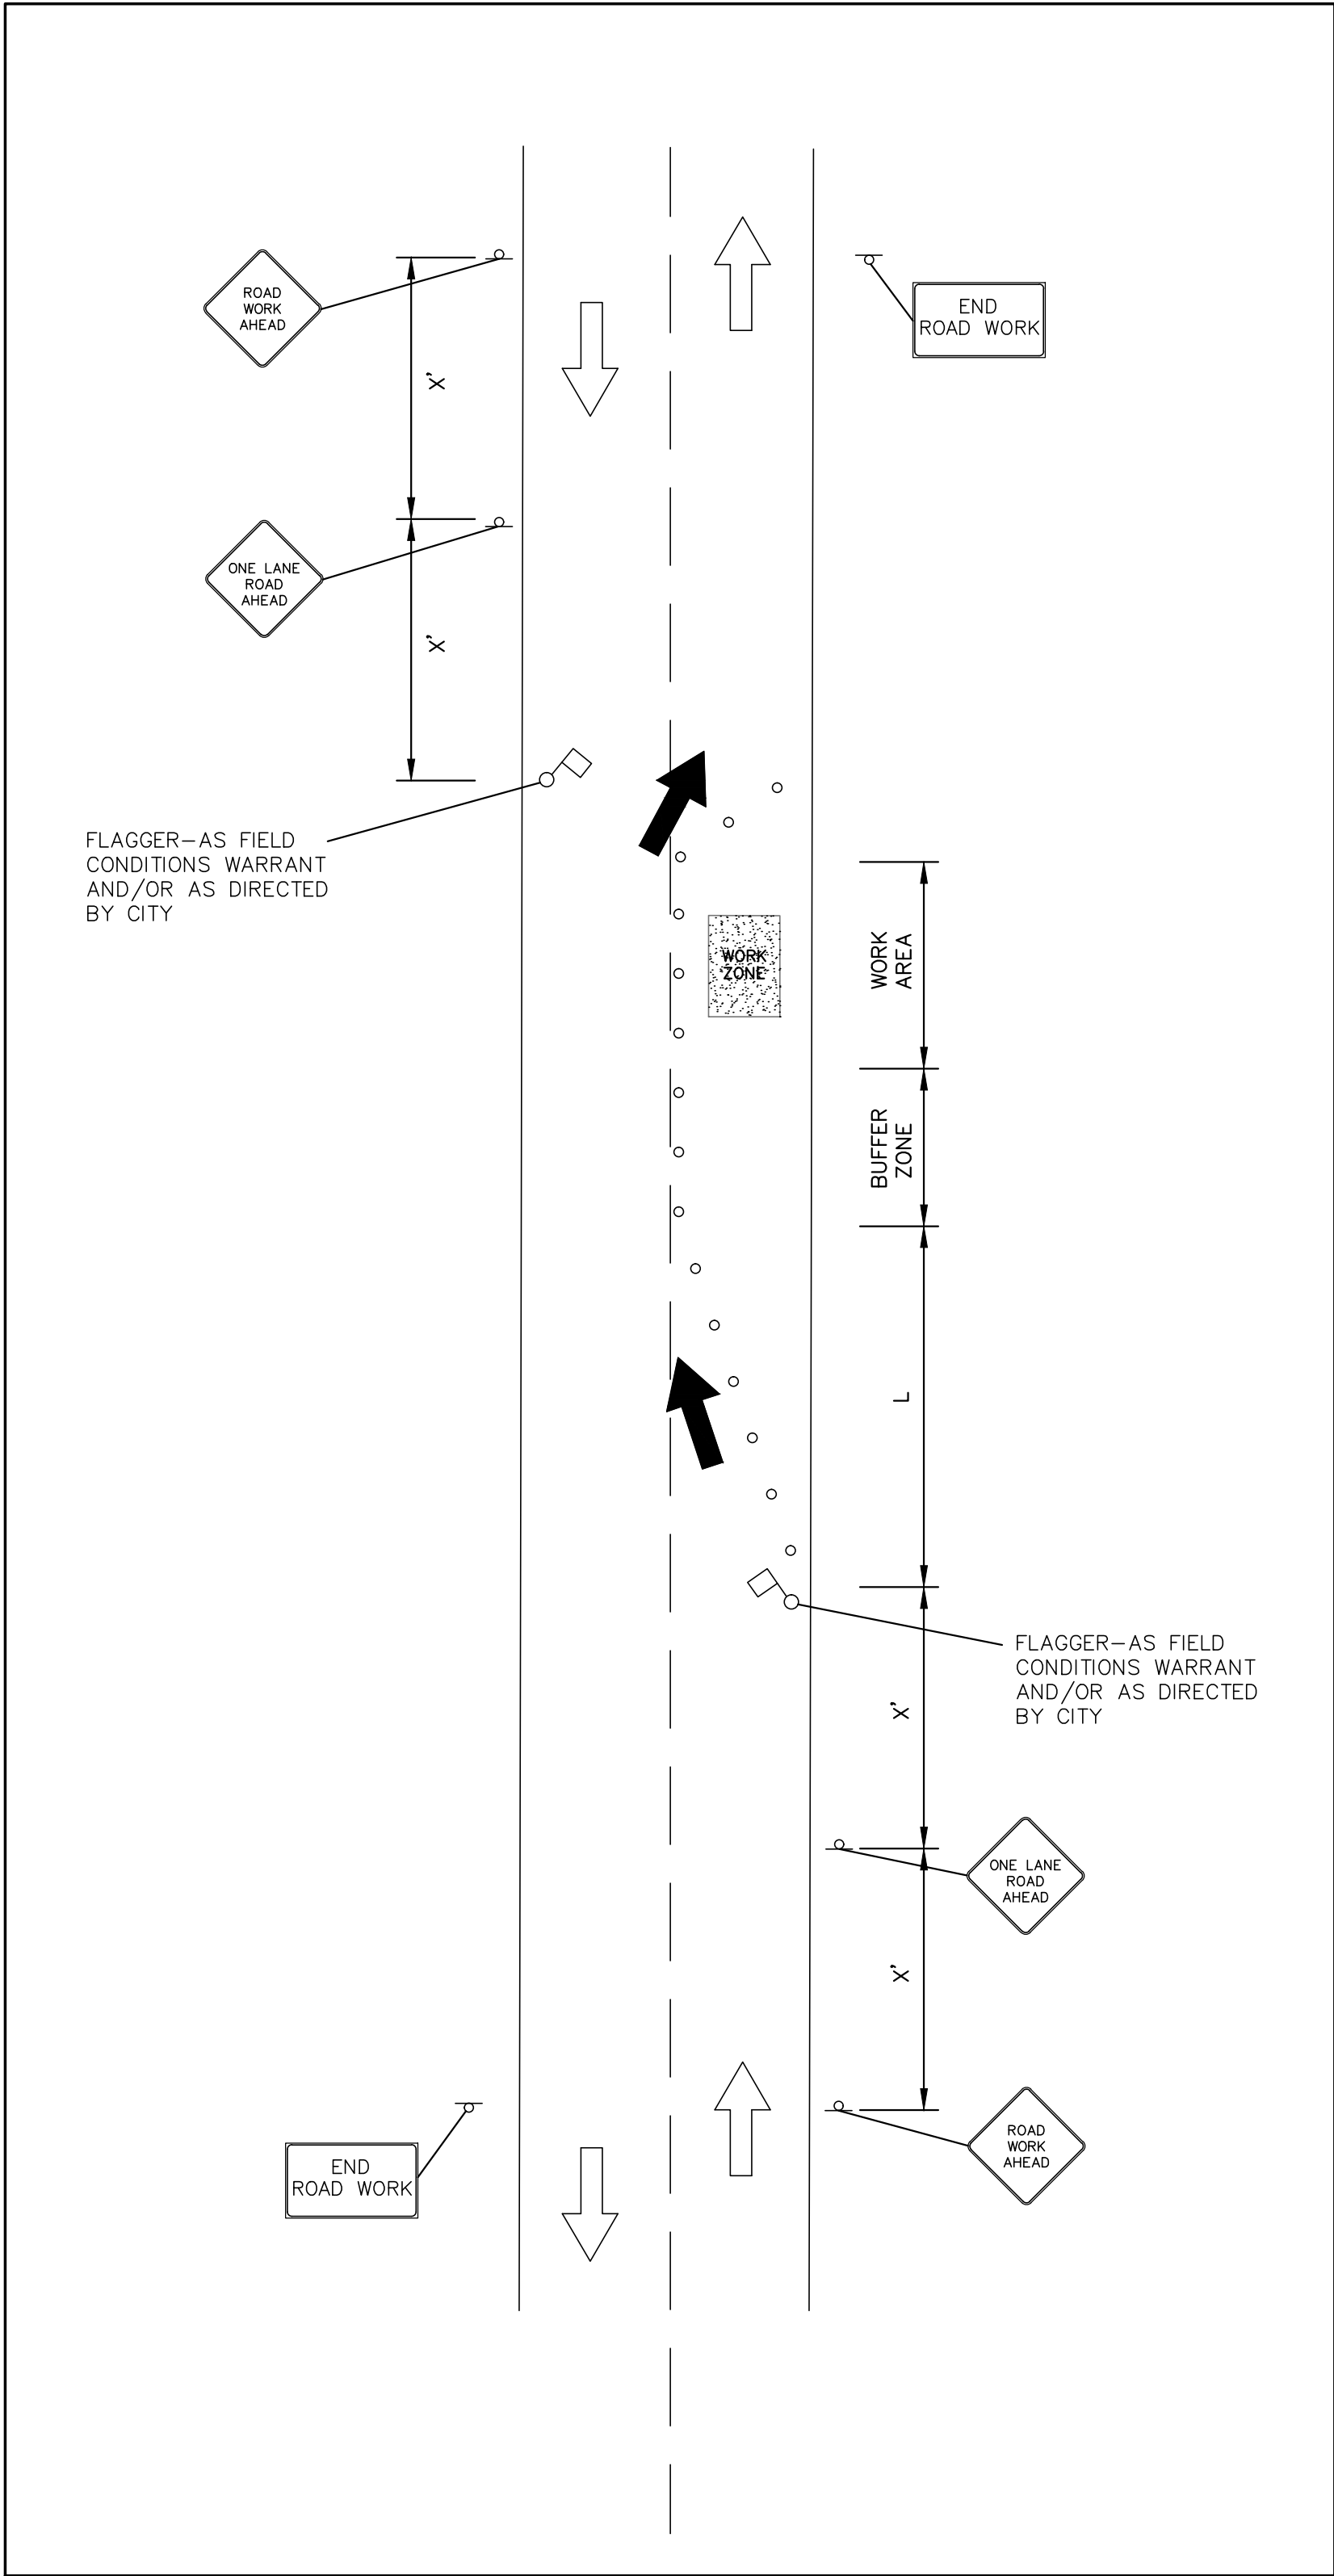 ROAD
WORK
AHEAD
END
ROAD WORK
X'
ONE LANE
ROAD
AHEAD
X'
FLAGGER-AS FIELD
CONDITIONS WARRANT
AND/OR AS DIRECTED
BY CITY
WORK
ZONE
WORK
AREA
BUFFER
ZONE
L
FLAGGER-AS FIELD
CONDITIONS WARRANT
AND/OR AS DIRECTED
BY CITY
X'
ONE LANE
ROAD
AHEAD
X'
ROAD
WORK
AHEAD
END
ROAD WORK